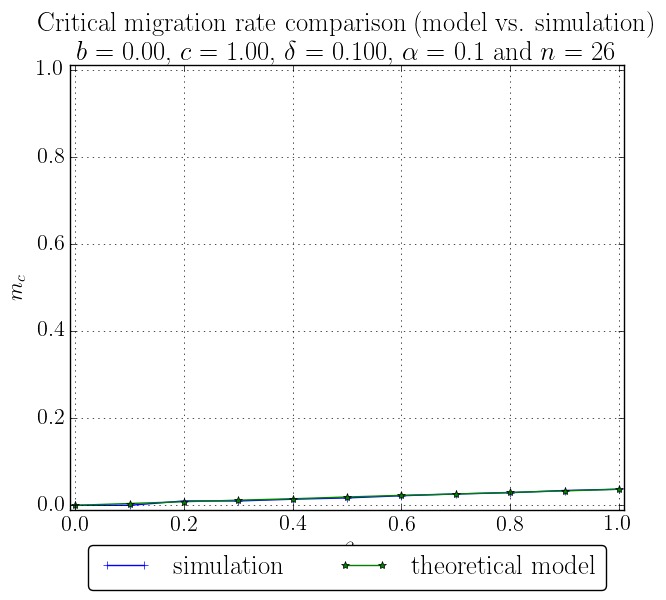 Critical migration rate comparison (model vs. simulation)
b = 0.00, c = 1.00, δ = 0.100, α = 0.1 and n = 26
1.0
0.8
0.6
0.4
0.2
0.0
m_c
0.0 0.2 0.4 0.6 0.8 1.0
simulation theoretical model